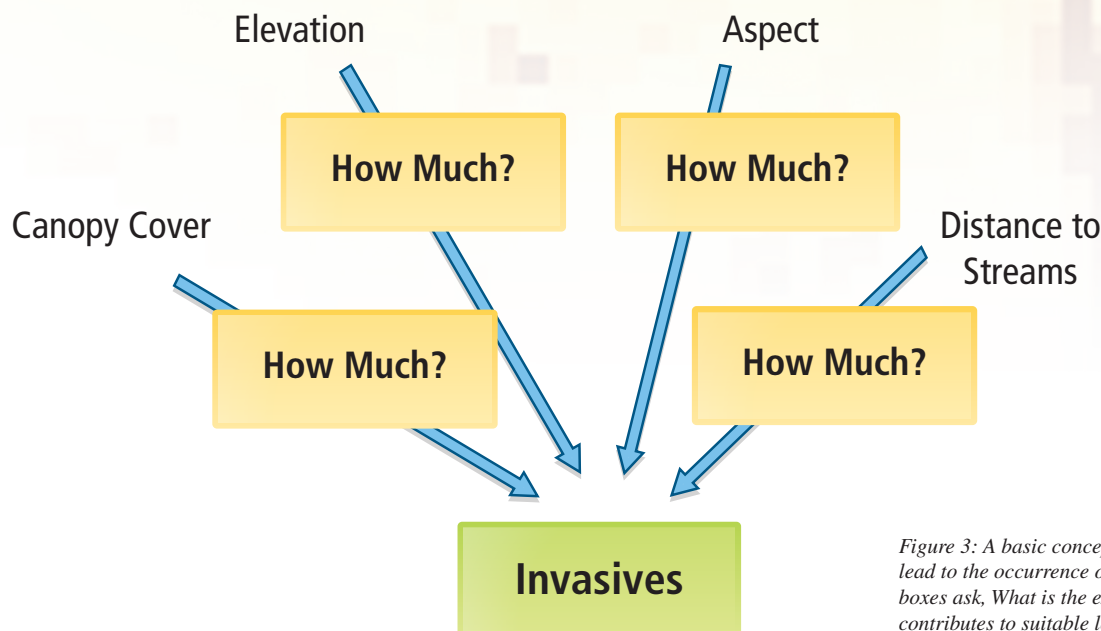 Elevation
Aspect
How Much?
How Much?
Canopy Cover
Distance to
Streams
How Much?
How Much?
Invasives
Figure 3: A basic conce
lead to the occurrence o
boxes ask, What is the e
contributes to suitable l